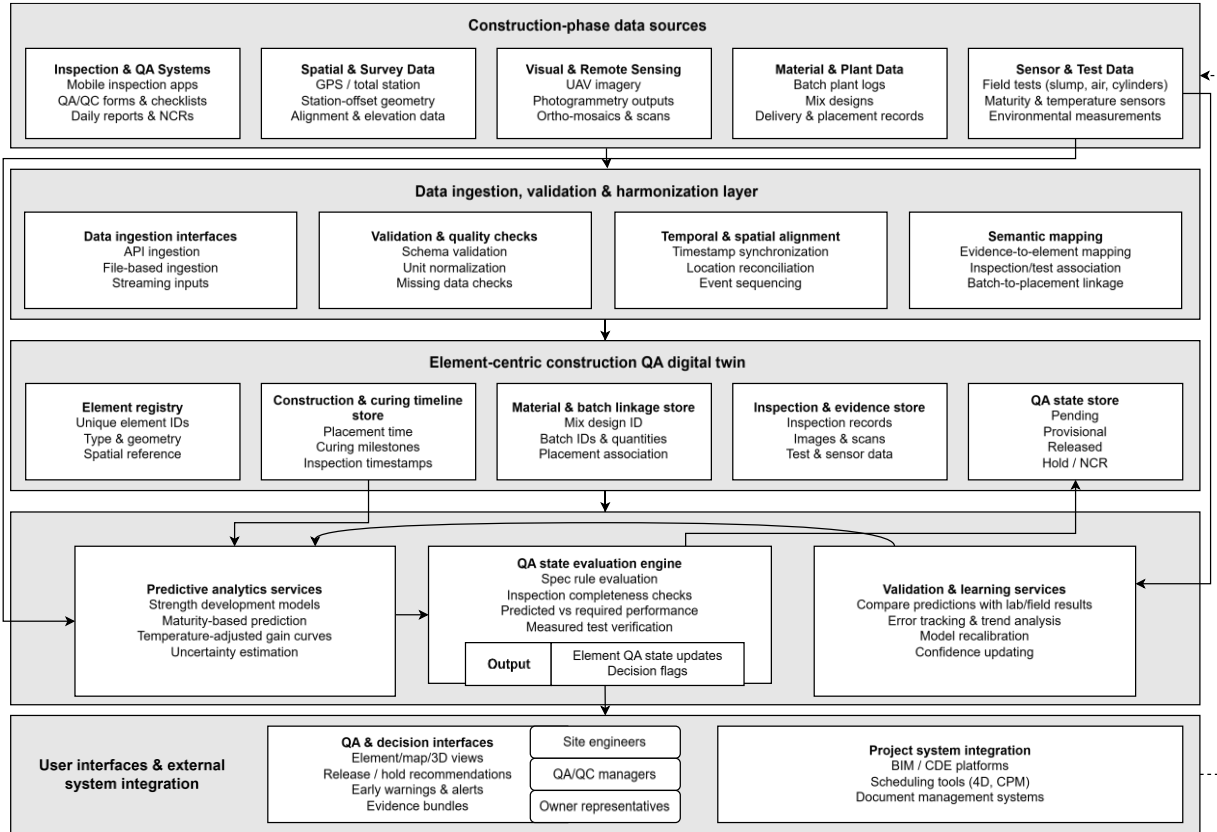 Construction-phase data sources
Inspection & QA Systems
Mobile inspection apps
QA/QC forms & checklists
Daily reports & NCRs
Spatial & Survey Data
GPS / total station
Station-offset geometry
Alignment & elevation data
Visual & Remote Sensing
UAV imagery
Photogrammetry outputs
Ortho-mosaics & scans
Material & Plant Data
Batch plant logs
Mix designs
Delivery & placement records
Sensor & Test Data
Field tests (slump, air, cylinders)
Maturity & temperature sensors
Environmental measurements
Data ingestion, validation & harmonization layer
Data ingestion interfaces
API ingestion
File-based ingestion
Streaming inputs
Validation & quality checks
Schema validation
Unit normalization
Missing data checks
Temporal & spatial alignment
Timestamp synchronization
Location reconciliation
Event sequencing
Semantic mapping
Evidence-to-element mapping
Inspection/test association
Batch-to-placement linkage
Element-centric construction QA digital twin
Element registry
Unique element IDs
Type & geometry
Spatial reference
Construction & curing timeline
store
Placement time
Curing milestones
Inspection timestamps
Material & batch linkage store
Mix design ID
Batch IDs & quantities
Placement association
Inspection & evidence store
Inspection records
Images & scans
Test & sensor data
QA state store
Pending
Provisional
Released
Hold / NCR
Predictive analytics services
Strength development models
Maturity-based prediction
Temperature-adjusted gain curves
Uncertainty estimation
QA state evaluation engine
Spec rule evaluation
Inspection completeness checks
Predicted vs required performance
Measured test verification
Output
Element QA state updates
Decision flags
Validation & learning services
Compare predictions with lab/field results
Error tracking & trend analysis
Model recalibration
Confidence updating
User interfaces & external
system integration
QA & decision interfaces
Element/map/3D views
Release / hold recommendations
Early warnings & alerts
Evidence bundles
Site engineers
QA/QC managers
Owner representatives
Project system integration
BIM / CDE platforms
Scheduling tools (4D, CPM)
Document management systems